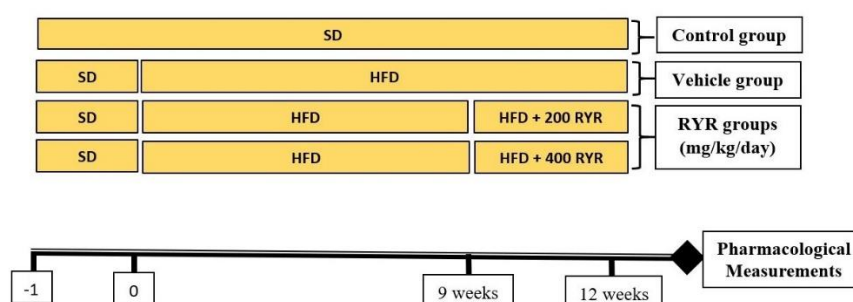 SD
Control group
SD
HFD
Vehicle group
SD
HFD
HFD + 200 RYR
SD
HFD
HFD + 400 RYR
RYR groups
(mg/kg/day)
Pharmacological
Measurements
-1
0
9 weeks
12 weeks